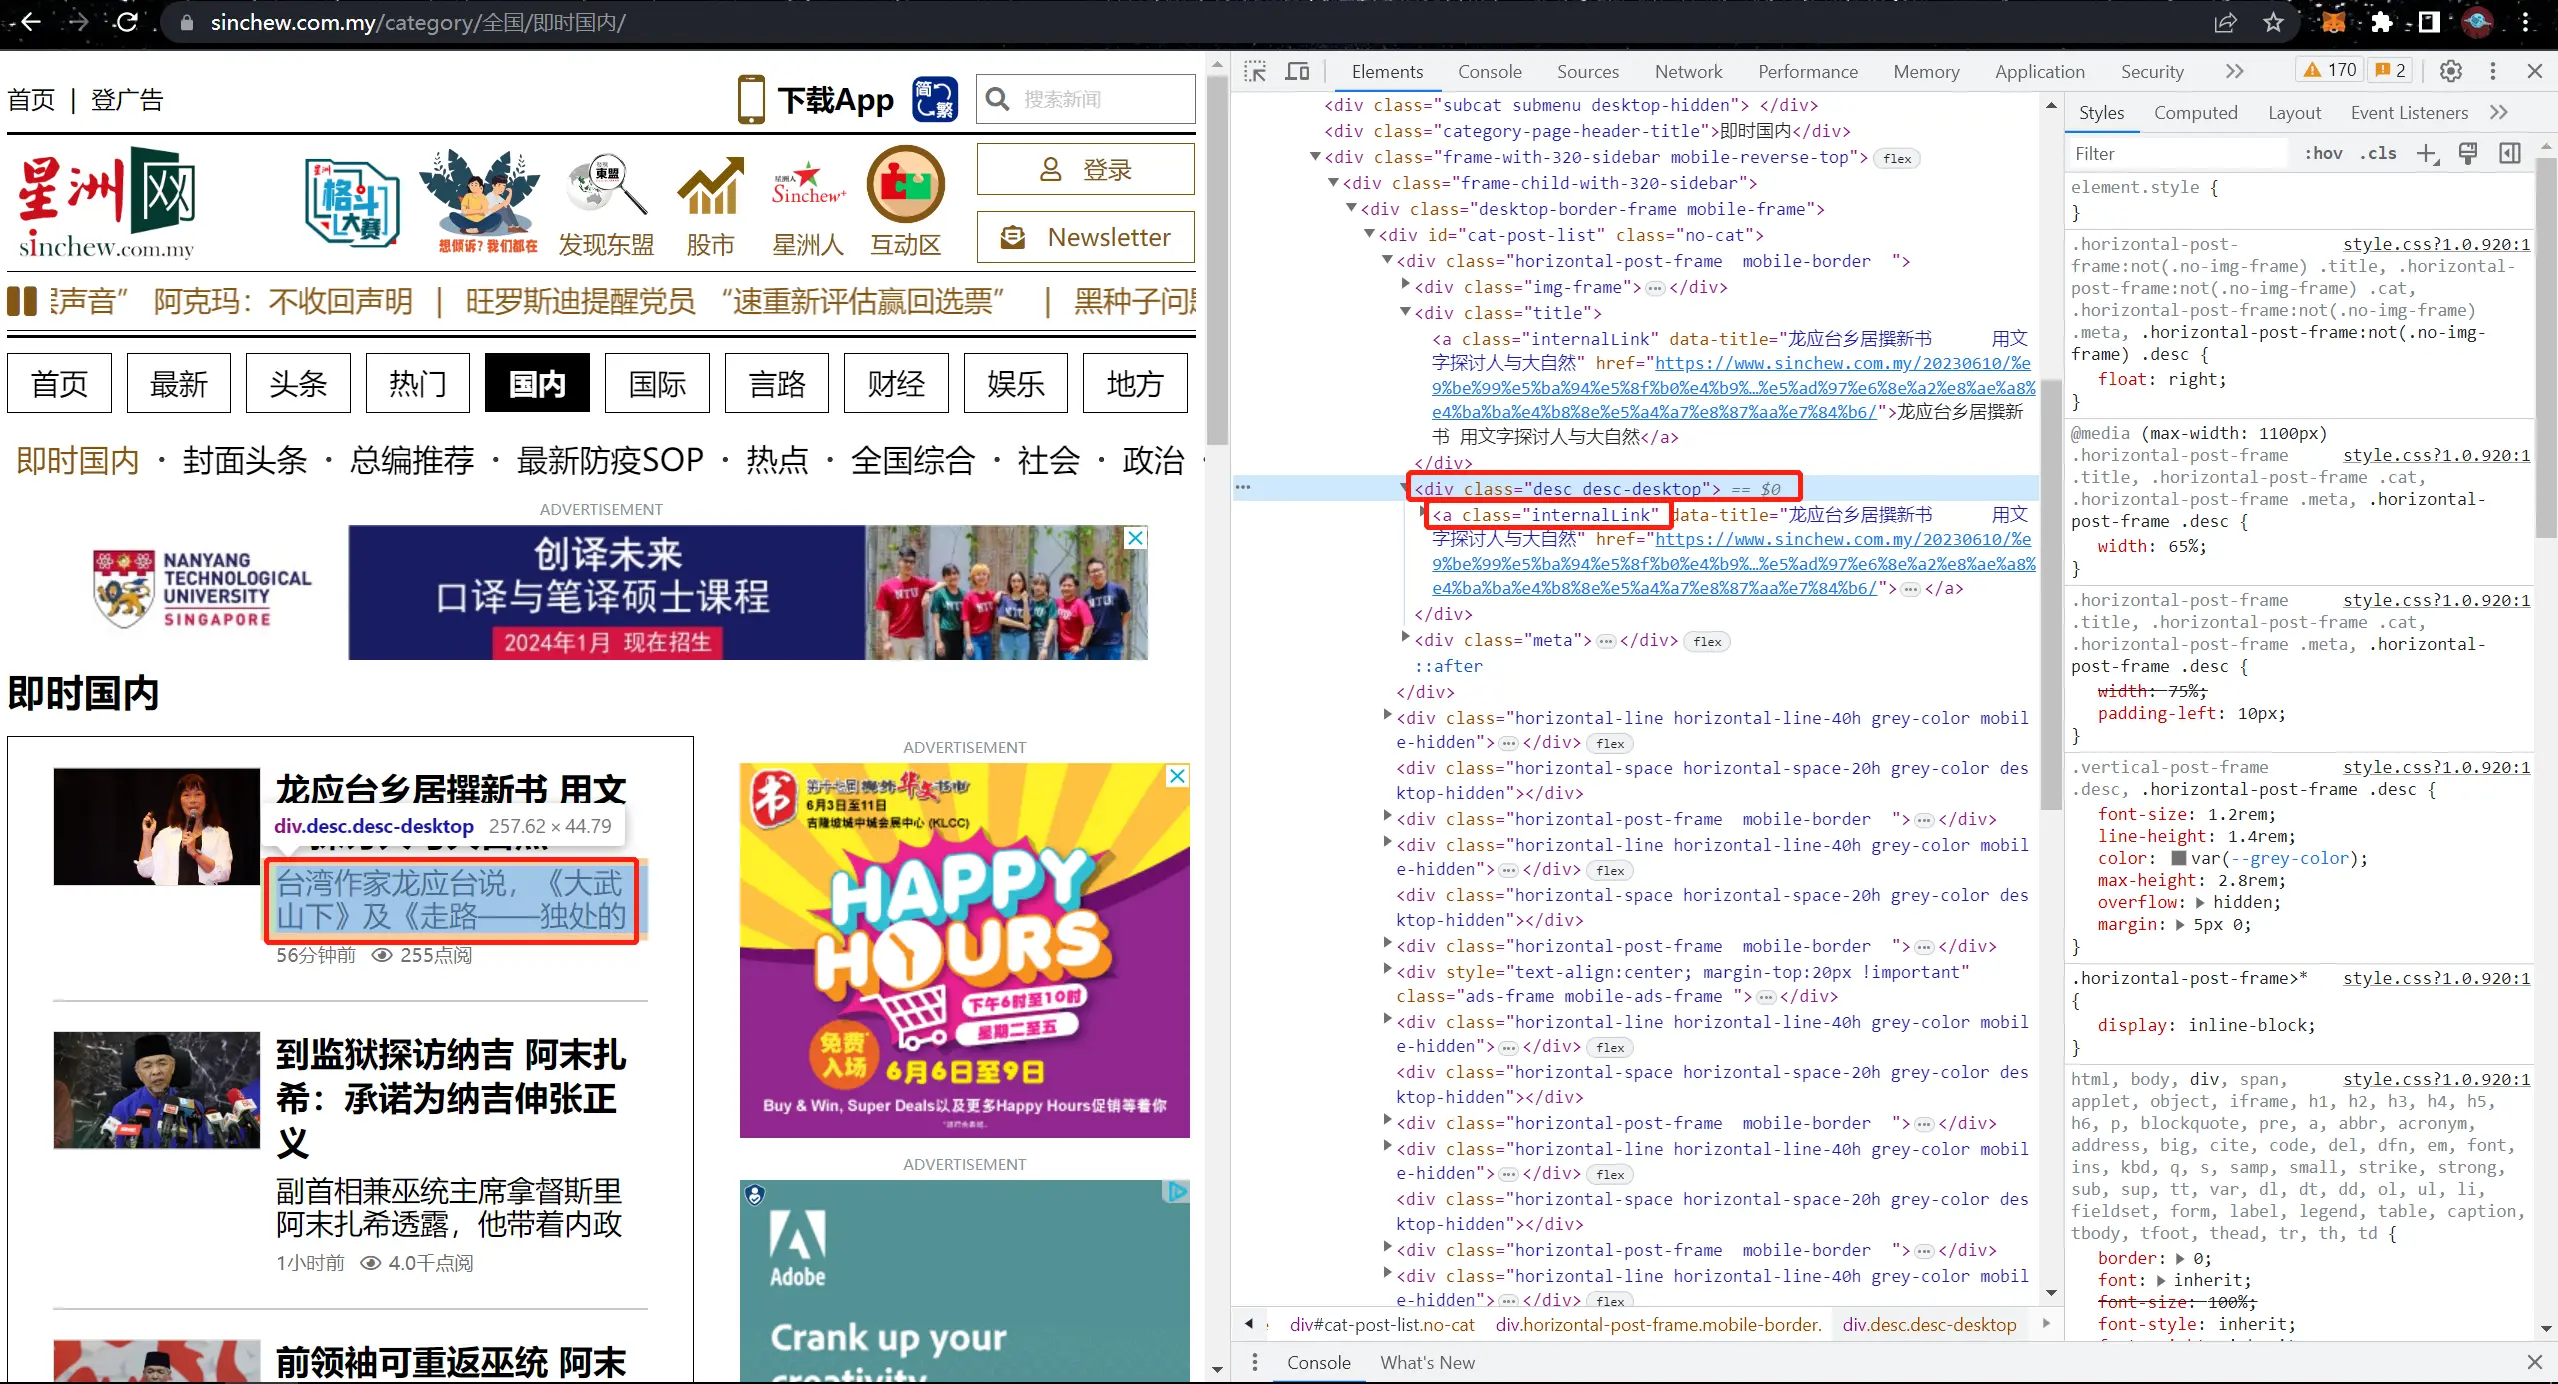 sinchew.com.my/category/全国/即时国内/
首页 | 登广告
下载App
简
繁
搜索新闻
星洲网
sinchew.com.my
星洲
格斗
大赛
想倾诉?我们都在
東盟
发现东盟
股市
星洲人
Sinchew+
星洲人
互动区
登录
Newsletter
声音” 阿克玛：不收回声明 | 旺罗斯迪提醒党员 “速重新评估赢回选票” | 黑种子问
首页
最新
头条
热门
国内
国际
言路
财经
娱乐
地方
即时国内 · 封面头条 · 总编推荐 · 最新防疫SOP · 热点 · 全国综合 · 社会 · 政治 ·
ADVERTISEMENT
NANYANG
TECHNOLOGICAL
UNIVERSITY
SINGAPORE
创译未来
口译与笔译硕士课程
2024年1月 现在招生
即时国内
龙应台乡居撰新书 用文
div.desc.desc-desktop 257.62 × 44.79
台湾作家龙应台说，《大武
山下》及《走路——独处的
56分钟前 255点阅
到监狱探访纳吉 阿末扎
希：承诺为纳吉伸张正
义
副首相兼巫统主席拿督斯里
阿末扎希透露，他带着内政
1小时前 4.0千点阅
前领袖可重返巫统 阿末
ADVERTISEMENT
书
6月3日至11日
吉隆坡城中城会展中心 (KLCC)
HAPPY
HOURS
下午6时至10时
星期二至五
免费
入场
6月6日至9日
Buy & Win, Super Deals以及更多Happy Hours促销等着你
ADVERTISEMENT
Adobe
Crank up your
creativity
Elements Console Sources Network Performance Memory Application Security 170 2
<div class="subcat submenu desktop-hidden"> </div>
<div class="category-page-header-title">即时国内</div>
<div class="frame-with-320-sidebar mobile-reverse-top"> flex
<div class="frame-child-with-320-sidebar">
<div class="desktop-border-frame mobile-frame">
<div id="cat-post-list" class="no-cat">
<div class="horizontal-post-frame  mobile-border  ">
<div class="img-frame">…</div>
<div class="title">
<a class="internalLink" data-title="龙应台乡居撰新书 用文
字探讨人与大自然" href="https://www.sinchew.com.my/20230610/%e
9%be%99%e5%ba%94%e5%8f%b0%e4%b9%…%e5%ad%97%e6%8e%a2%e8%ae%a8%
e4%ba%ba%e4%b8%8e%e5%a4%a7%e8%87%aa%e7%84%b6/">龙应台乡居撰新
书 用文字探讨人与大自然</a>
</div>
<div class="desc desc-desktop"> == $0
<a class="internalLink" data-title="龙应台乡居撰新书 用文
字探讨人与大自然" href="https://www.sinchew.com.my/20230610/%e
9%be%99%e5%ba%94%e5%8f%b0%e4%b9%…%e5%ad%97%e6%8e%a2%e8%ae%a8%
e4%ba%ba%e4%b8%8e%e5%a4%a7%e8%87%aa%e7%84%b6/">…</a>
</div>
<div class="meta">…</div> flex
::after
</div>
<div class="horizontal-line horizontal-line-40h grey-color mobil
e-hidden">…</div> flex
<div class="horizontal-space horizontal-space-20h grey-color des
ktop-hidden"></div>
<div class="horizontal-post-frame  mobile-border  ">…</div>
<div class="horizontal-line horizontal-line-40h grey-color mobil
e-hidden">…</div> flex
<div class="horizontal-space horizontal-space-20h grey-color des
ktop-hidden"></div>
<div class="horizontal-post-frame  mobile-border  ">…</div>
<div style="text-align:center; margin-top:20px !important"
class="ads-frame mobile-ads-frame ">…</div>
<div class="horizontal-line horizontal-line-40h grey-color mobil
e-hidden">…</div> flex
<div class="horizontal-space horizontal-space-20h grey-color des
ktop-hidden"></div>
<div class="horizontal-post-frame  mobile-border  ">…</div>
<div class="horizontal-line horizontal-line-40h grey-color mobil
e-hidden">…</div> flex
<div class="horizontal-space horizontal-space-20h grey-color des
ktop-hidden"></div>
<div class="horizontal-post-frame  mobile-border  ">…</div>
<div class="horizontal-line horizontal-line-40h grey-color mobil
e-hidden">…</div> flex
div#cat-post-list.no-cat div.horizontal-post-frame.mobile-border. div.desc.desc-desktop
Console What's New
Styles Computed Layout Event Listeners
Filter :hov .cls
element.style {
}
.horizontal-post- style.css?1.0.920:1
frame:not(.no-img-frame) .title, .horizontal-
post-frame:not(.no-img-frame) .cat,
.horizontal-post-frame:not(.no-img-frame)
.meta, .horizontal-post-frame:not(.no-img-
frame) .desc {
float: right;
}
@media (max-width: 1100px)
.horizontal-post-frame style.css?1.0.920:1
.title, .horizontal-post-frame .cat,
.horizontal-post-frame .meta, .horizontal-
post-frame .desc {
width: 65%;
}
.horizontal-post-frame style.css?1.0.920:1
.title, .horizontal-post-frame .cat,
.horizontal-post-frame .meta, .horizontal-
post-frame .desc {
width: 75%;
padding-left: 10px;
}
.vertical-post-frame style.css?1.0.920:1
.desc, .horizontal-post-frame .desc {
font-size: 1.2rem;
line-height: 1.4rem;
color: var(--grey-color);
max-height: 2.8rem;
overflow: hidden;
margin: 5px 0;
}
.horizontal-post-frame>* style.css?1.0.920:1
{
display: inline-block;
}
html, body, div, span, style.css?1.0.920:1
applet, object, iframe, h1, h2, h3, h4, h5,
h6, p, blockquote, pre, a, abbr, acronym,
address, big, cite, code, del, dfn, em, font,
ins, kbd, q, s, samp, small, strike, strong,
sub, sup, tt, var, dl, dt, dd, ol, ul, li,
fieldset, form, label, legend, table, caption,
tbody, tfoot, thead, tr, th, td {
border: 0;
font: inherit;
font-size: 100%;
font-style: inherit;